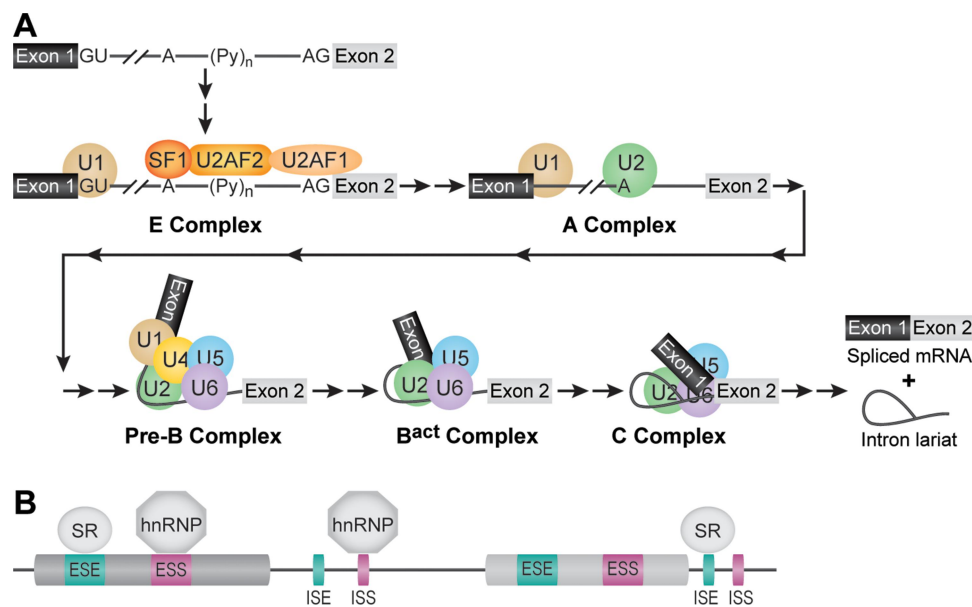 A
Exon 1 GU A (Py)n AG Exon 2
U1 SF1 U2AF2 U2AF1
Exon 1 GU A (Py)n AG Exon 2
E Complex
U1 U2
Exon 1 A Exon 2
A Complex
Exon
U1 U4 U5
U2 U6 Exon 2
Pre-B Complex
Exon
U5
U2 U6 Exon 2
Bact Complex
Exon 1
U5
U2 U6 Exon 2
C Complex
Exon 1 Exon 2
Spliced mRNA
+
Intron lariat
B
SR hnRNP hnRNP SR
ESE ESS ESE ESS
ISE ISS ISE ISS